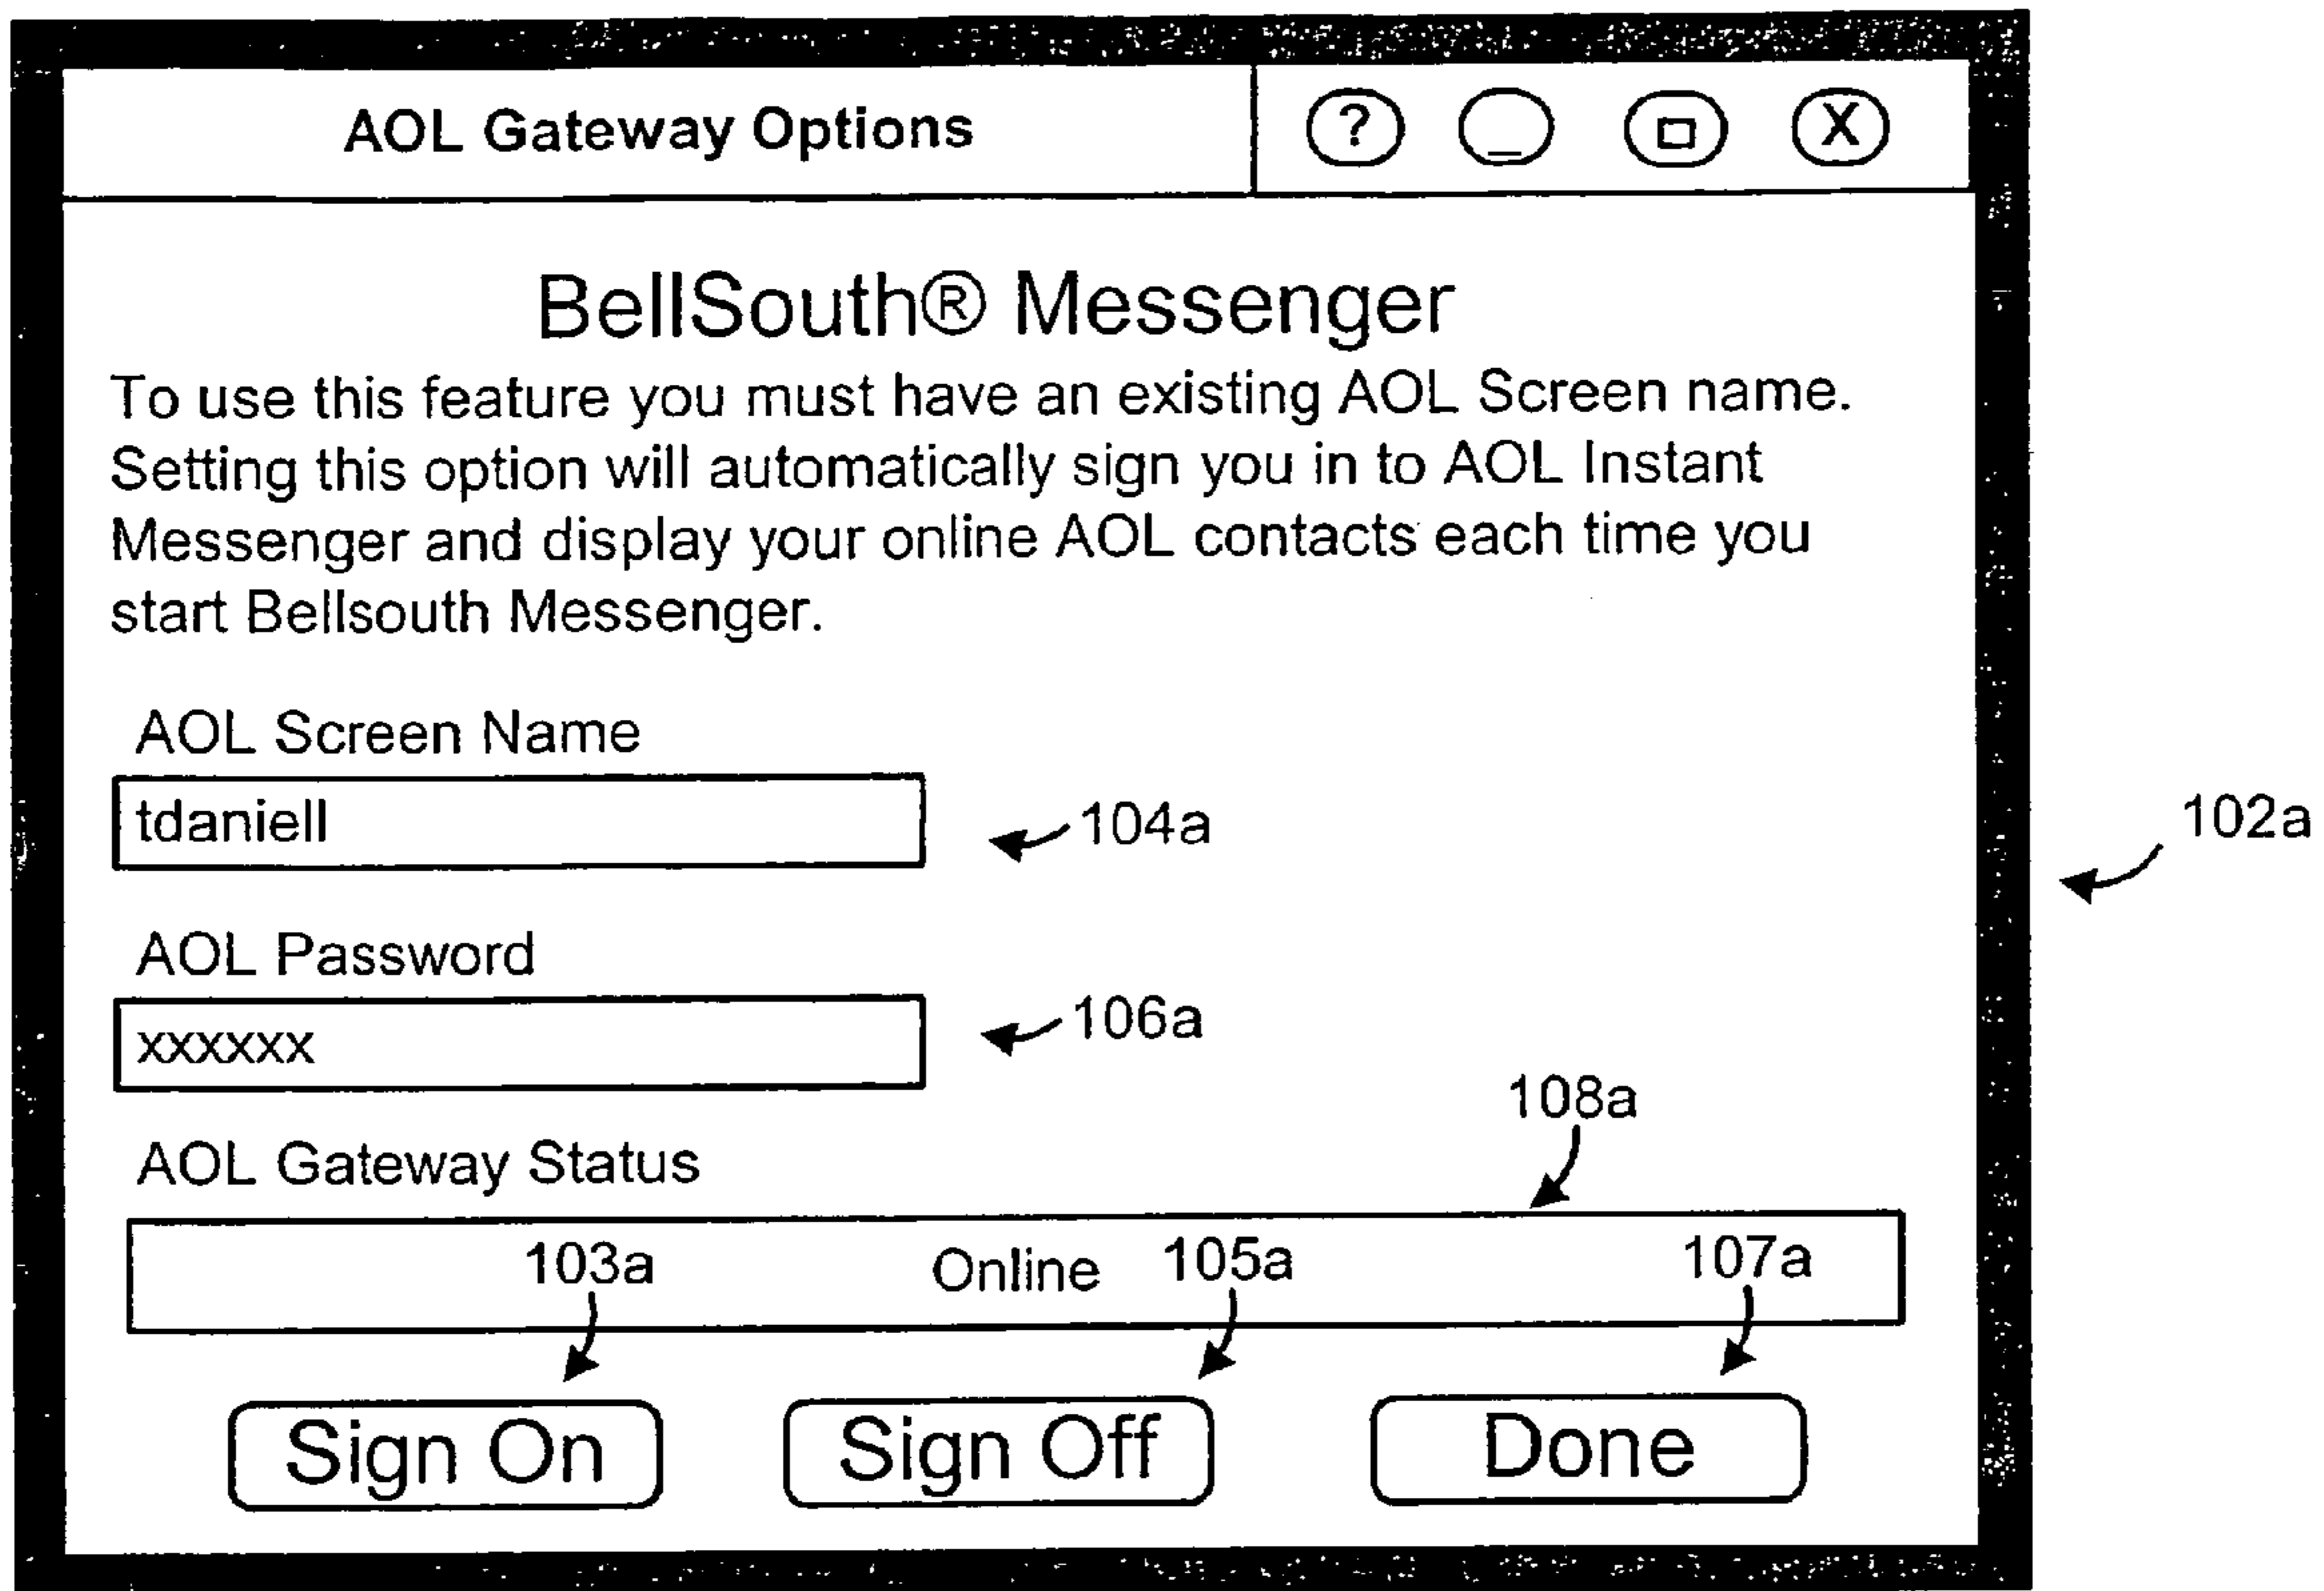 AOL Gateway Options ? _ X
BellSouth® Messenger
To use this feature you must have an existing AOL Screen name.
Setting this option will automatically sign you in to AOL Instant
Messenger and display your online AOL contacts each time you
start Bellsouth Messenger.
AOL Screen Name
tdaniell
104a
102a
AOL Password
xxxxxx
106a
108a
AOL Gateway Status
103a Online 105a 107a
Sign On Sign Off Done